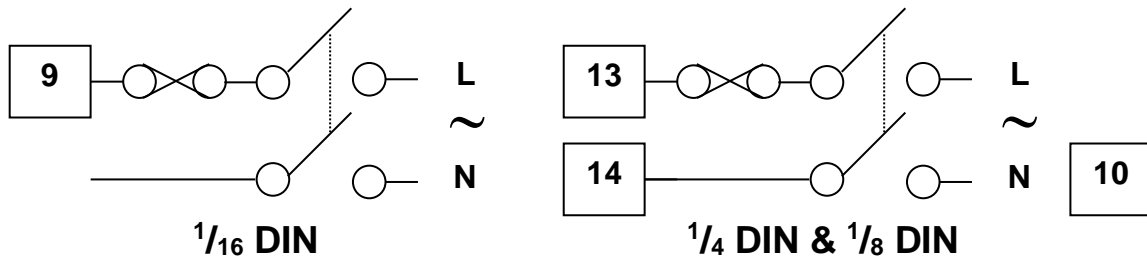 9 L 13 L
~ ~
N 14 N 10
¹/₁₆ DIN ¹/₄ DIN & ¹/₈ DIN